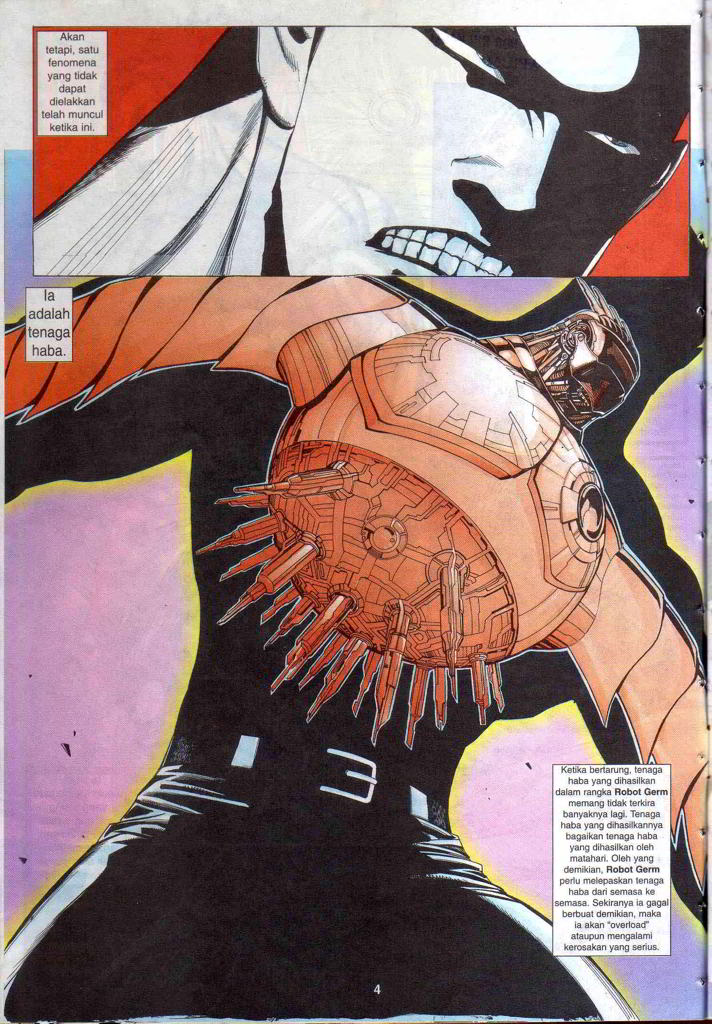 Akan
tetapi, satu
fenomena
yang tidak
dapat
dielakkan
telah muncul
ketika ini.
Ia
adalah
tenaga
haba.
Ketika bertarung, tenaga
haba yang dihasilkan
dalam rangka Robot Germ
memang tidak terkira
banyaknya lagi. Tenaga
haba yang dihasilkannya
bagaikan tenaga haba
yang dihasilkan oleh
matahari. Oleh yang
demikian, Robot Germ
perlu melepaskan tenaga
haba dari semasa ke
semasa. Sekiranya ia gagal
berbuat demikian, maka
ia akan "overload"
ataupun mengalami
kerosakan yang serius.
4